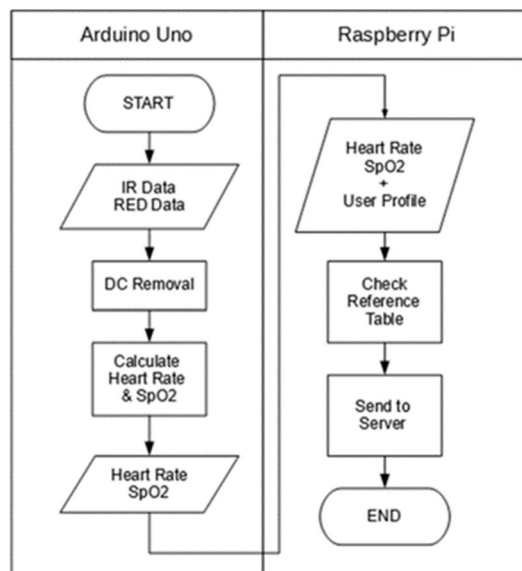 Arduino Uno
START
IR Data
RED Data
DC Removal
Calculate
Heart Rate
& SpO2
Heart Rate
SpO2
Raspberry Pi
Heart Rate
SpO2
+
User Profile
Check
Reference
Table
Send to
Server
END